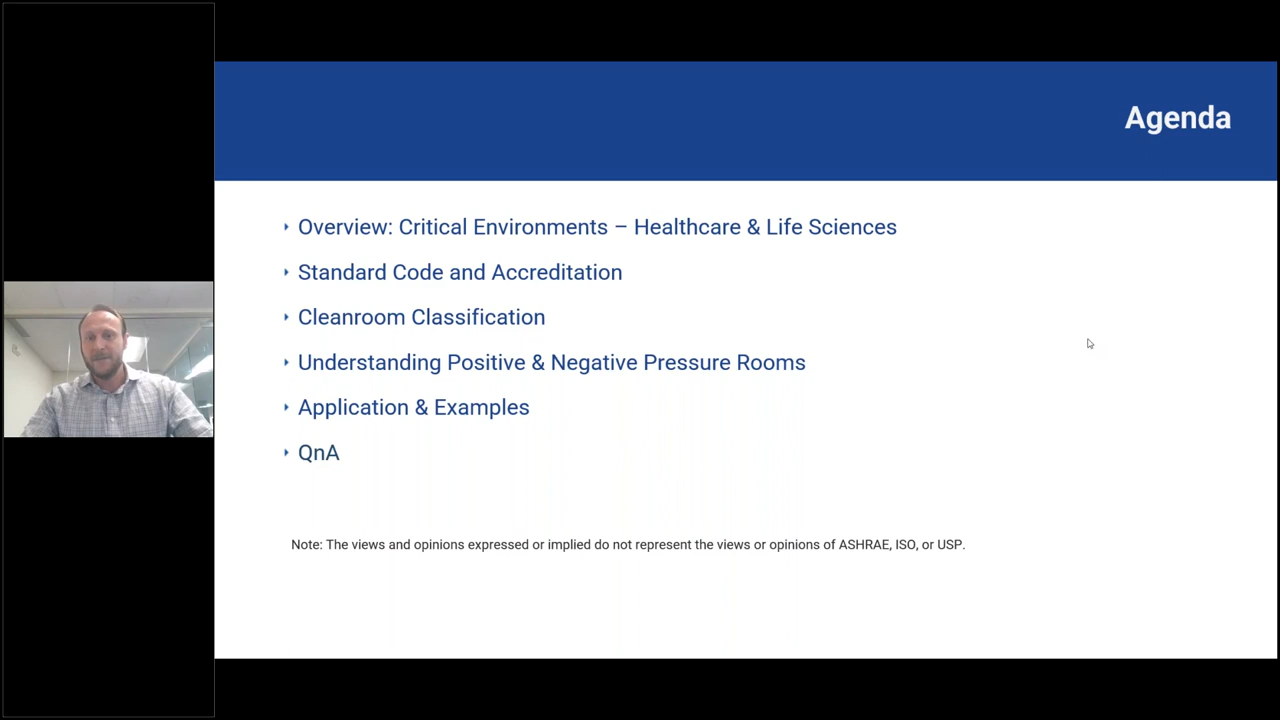 Agenda
Overview: Critical Environments – Healthcare & Life Sciences
Standard Code and Accreditation
Cleanroom Classification
Understanding Positive & Negative Pressure Rooms
Application & Examples
QnA
Note: The views and opinions expressed or implied do not represent the views or opinions of ASHRAE, ISO, or USP.